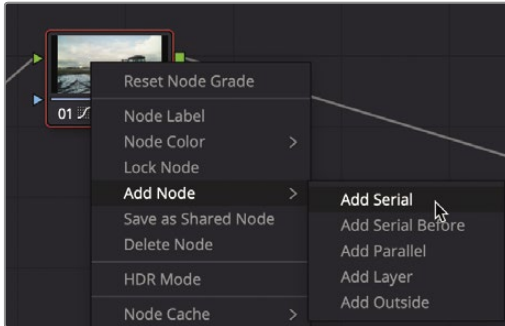 01
Reset Node Grade
Node Label
Node Color
Lock Node
Add Node
Save as Shared Node
Delete Node
HDR Mode
Node Cache
Add Serial
Add Serial Before
Add Parallel
Add Layer
Add Outside